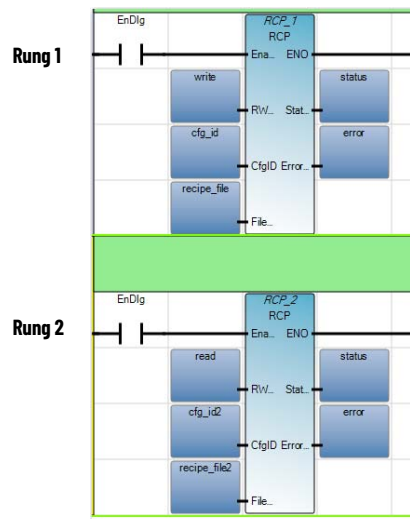 EnDlg
RCP_1
RCP
Rung 1
Ena... ENO
write
status
RW... Stat...
cfg_id
error
CfgID Error...
recipe_file
File...
EnDlg
RCP_2
RCP
Rung 2
Ena... ENO
read
status
RW... Stat...
cfg_id2
error
CfgID Error...
recipe_file2
File...